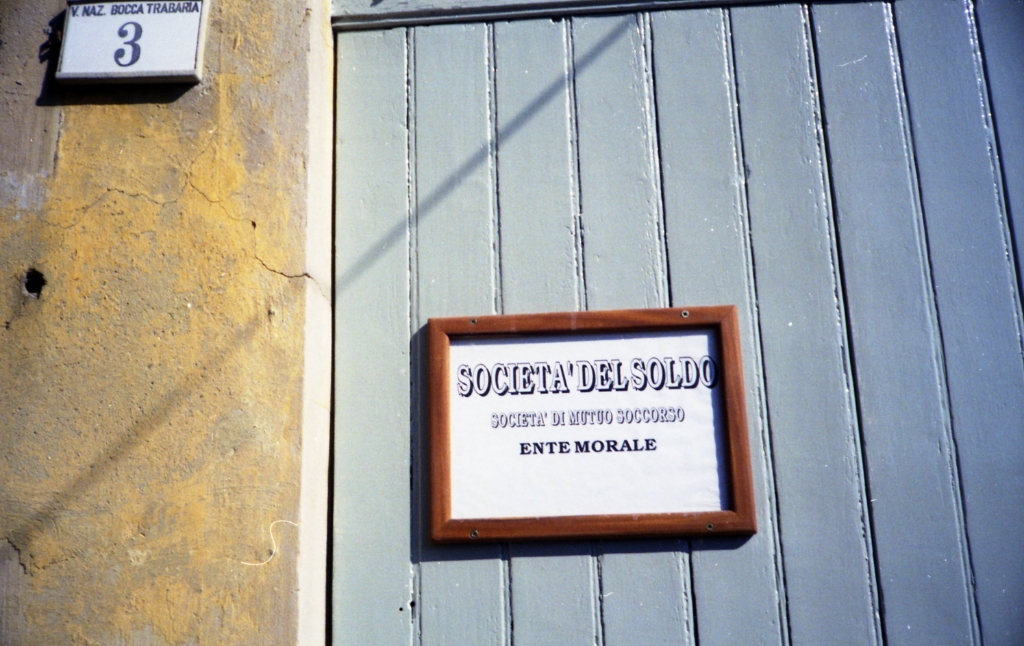 V. NAZ. BOCCA TRABARIA
3
SOCIETA' DEL SOLDO
SOCIETA' DI MUTUO SOCCORSO
ENTE MORALE